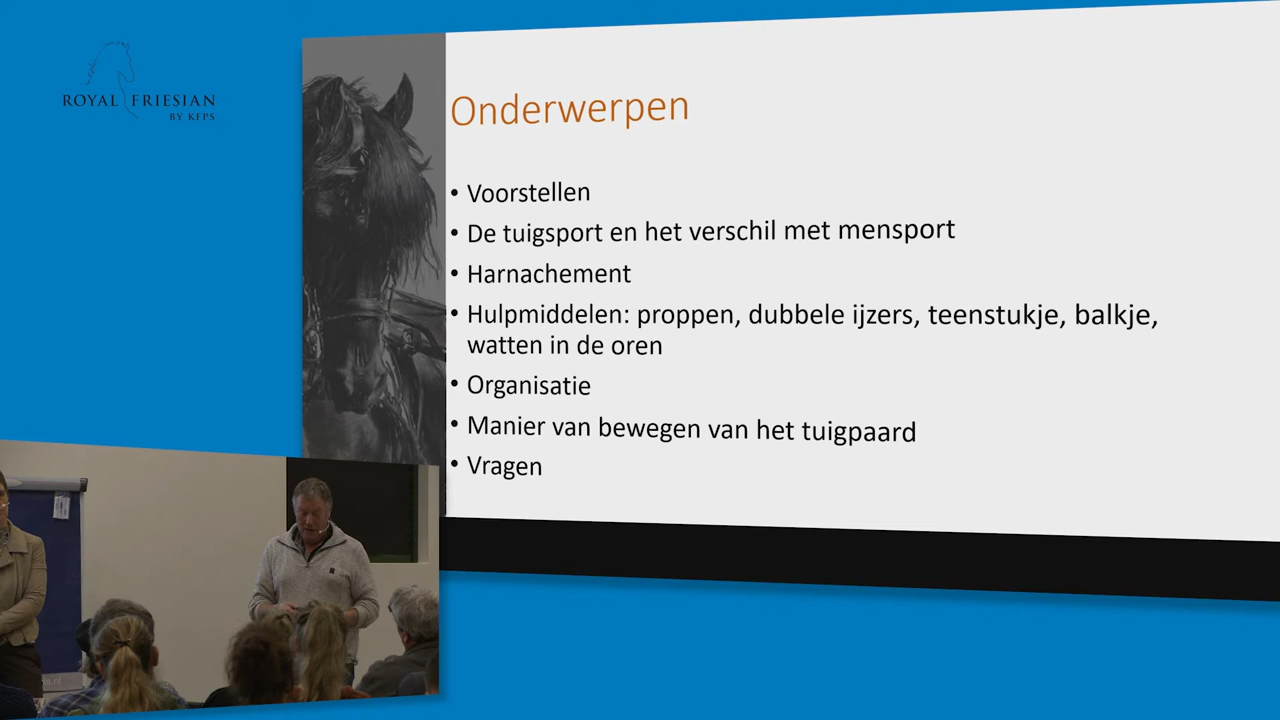 ROYAL FRIESIAN
BY KFPS
Onderwerpen
• Voorstellen
• De tuigsport en het verschil met mensport
• Harnachement
• Hulpmiddelen: proppen, dubbele ijzers, teenstukje, balkje,
watten in de oren
• Organisatie
• Manier van bewegen van het tuigpaard
• Vragen